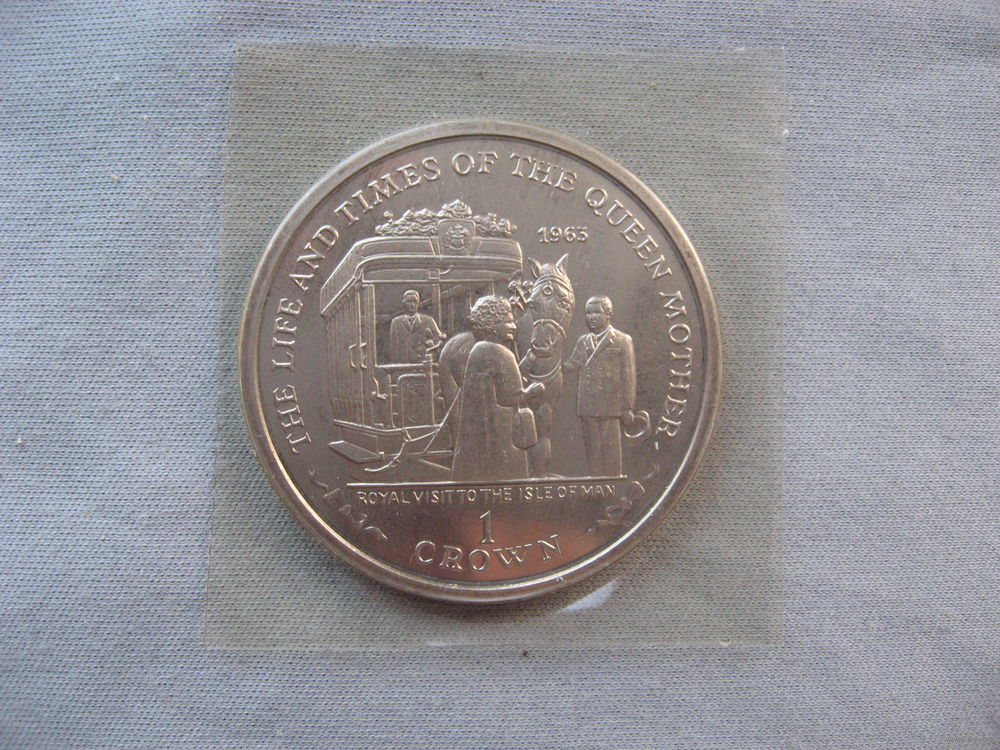 THE LIFE AND TIMES OF THE QUEEN MOTHER.
1963
ROYAL VISIT TO THE ISLE OF MAN
1
CROWN